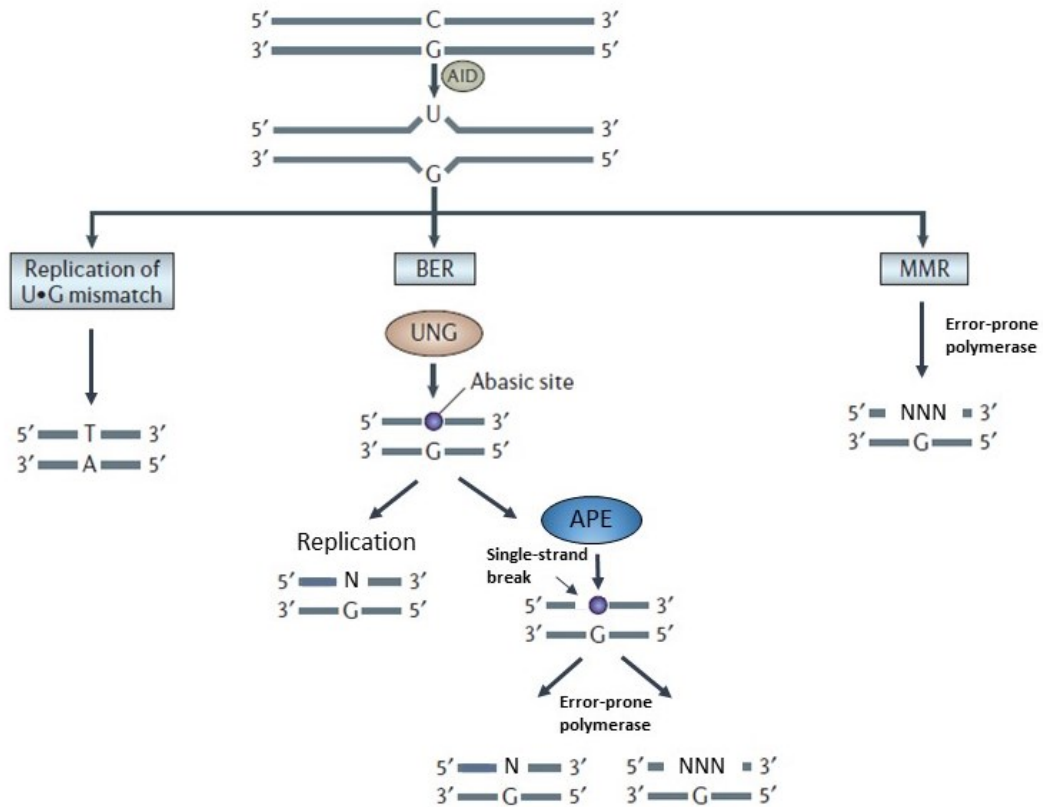 5′ C 3′
3′ G 5′
AID
U
5′ 3′
3′ 5′
G
Replication of
U•G mismatch
BER
MMR
UNG
Error-prone
polymerase
Abasic site
5′ T 3′
3′ A 5′
5′ 3′
3′ G 5′
5′ NNN 3′
3′ G 5′
Replication
5′ N 3′
3′ G 5′
APE
Single-strand
break
5′ 3′
3′ G 5′
Error-prone
polymerase
5′ N 3′
3′ G 5′
5′ NNN 3′
3′ G 5′